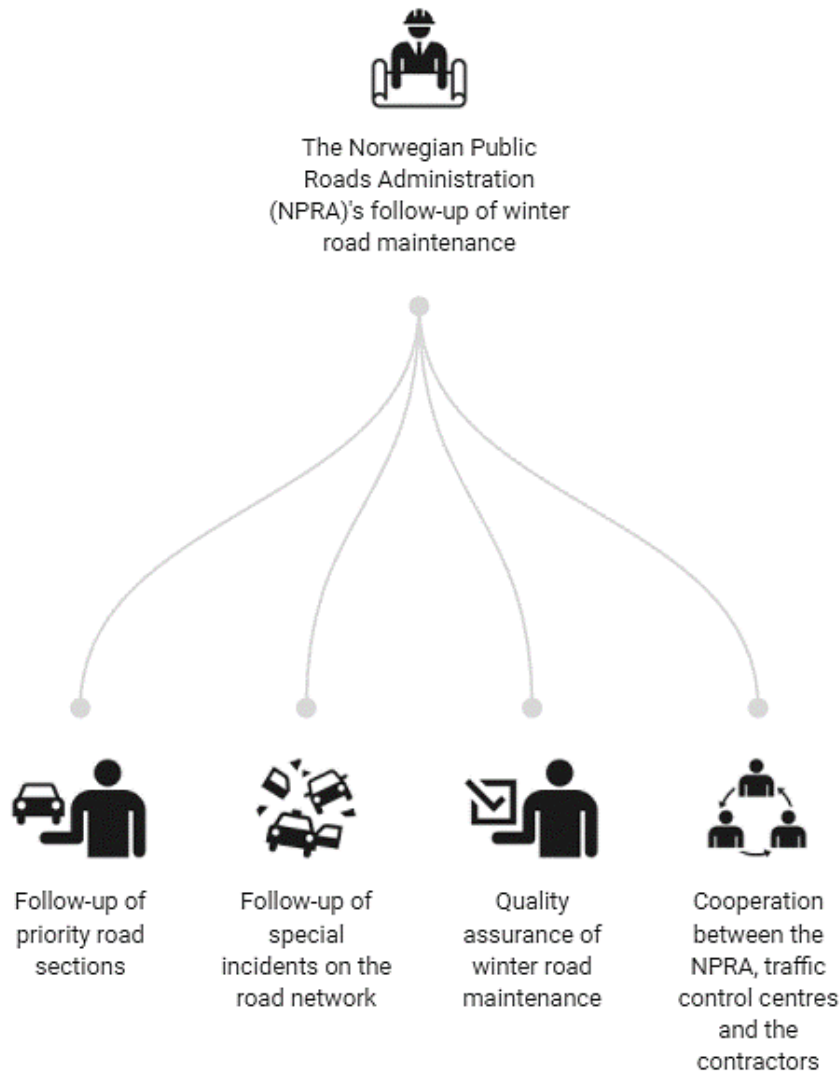 The Norwegian Public
Roads Administration
(NPRA)'s follow-up of winter
road maintenance
Follow-up of
priority road
sections
Follow-up of
special
incidents on the
road network
Quality
assurance of
winter road
maintenance
Cooperation
between the
NPRA, traffic
control centres
and the
contractors